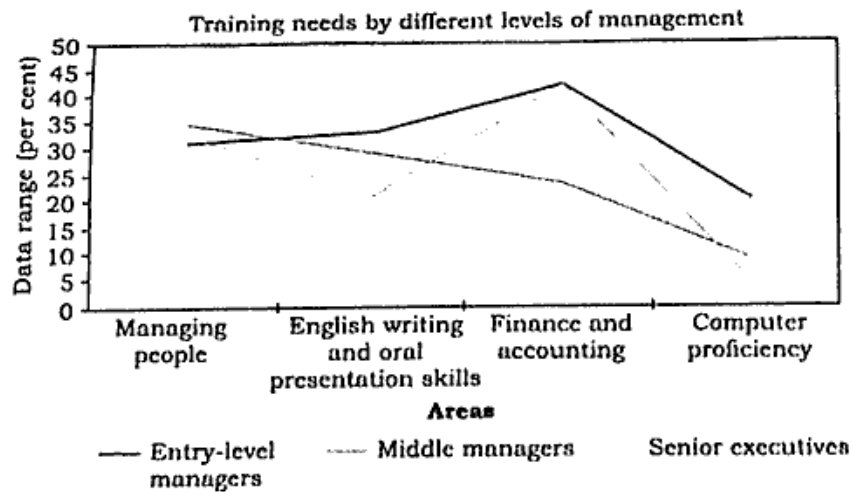 Training needs by different levels of management
50
45
40
35
30
25
20
15
10
5
0
Data range (per cent)
Managing people
English writing and oral presentation skills
Finance and accounting
Computer proficiency
Areas
Entry-level managers
Middle managers
Senior executives